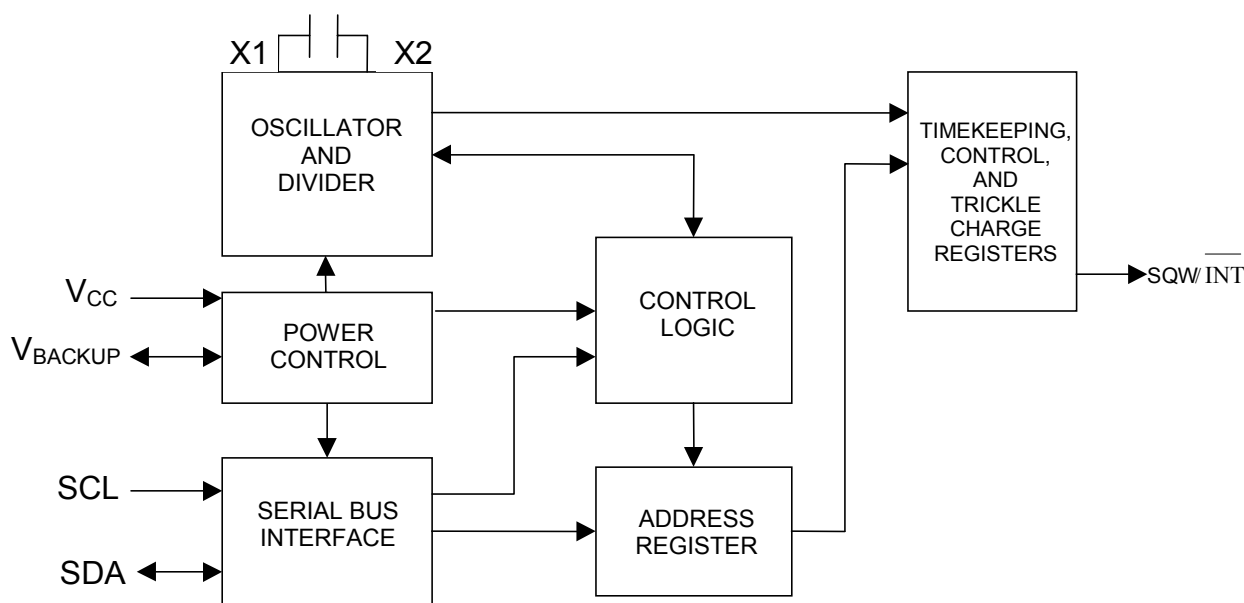 X1
X2
OSCILLATOR
AND
DIVIDER
TIMEKEEPING,
CONTROL,
AND
TRICKLE
CHARGE
REGISTERS
SQW/INT
VCC
VBACKUP
POWER
CONTROL
CONTROL
LOGIC
SCL
SDA
SERIAL BUS
INTERFACE
ADDRESS
REGISTER